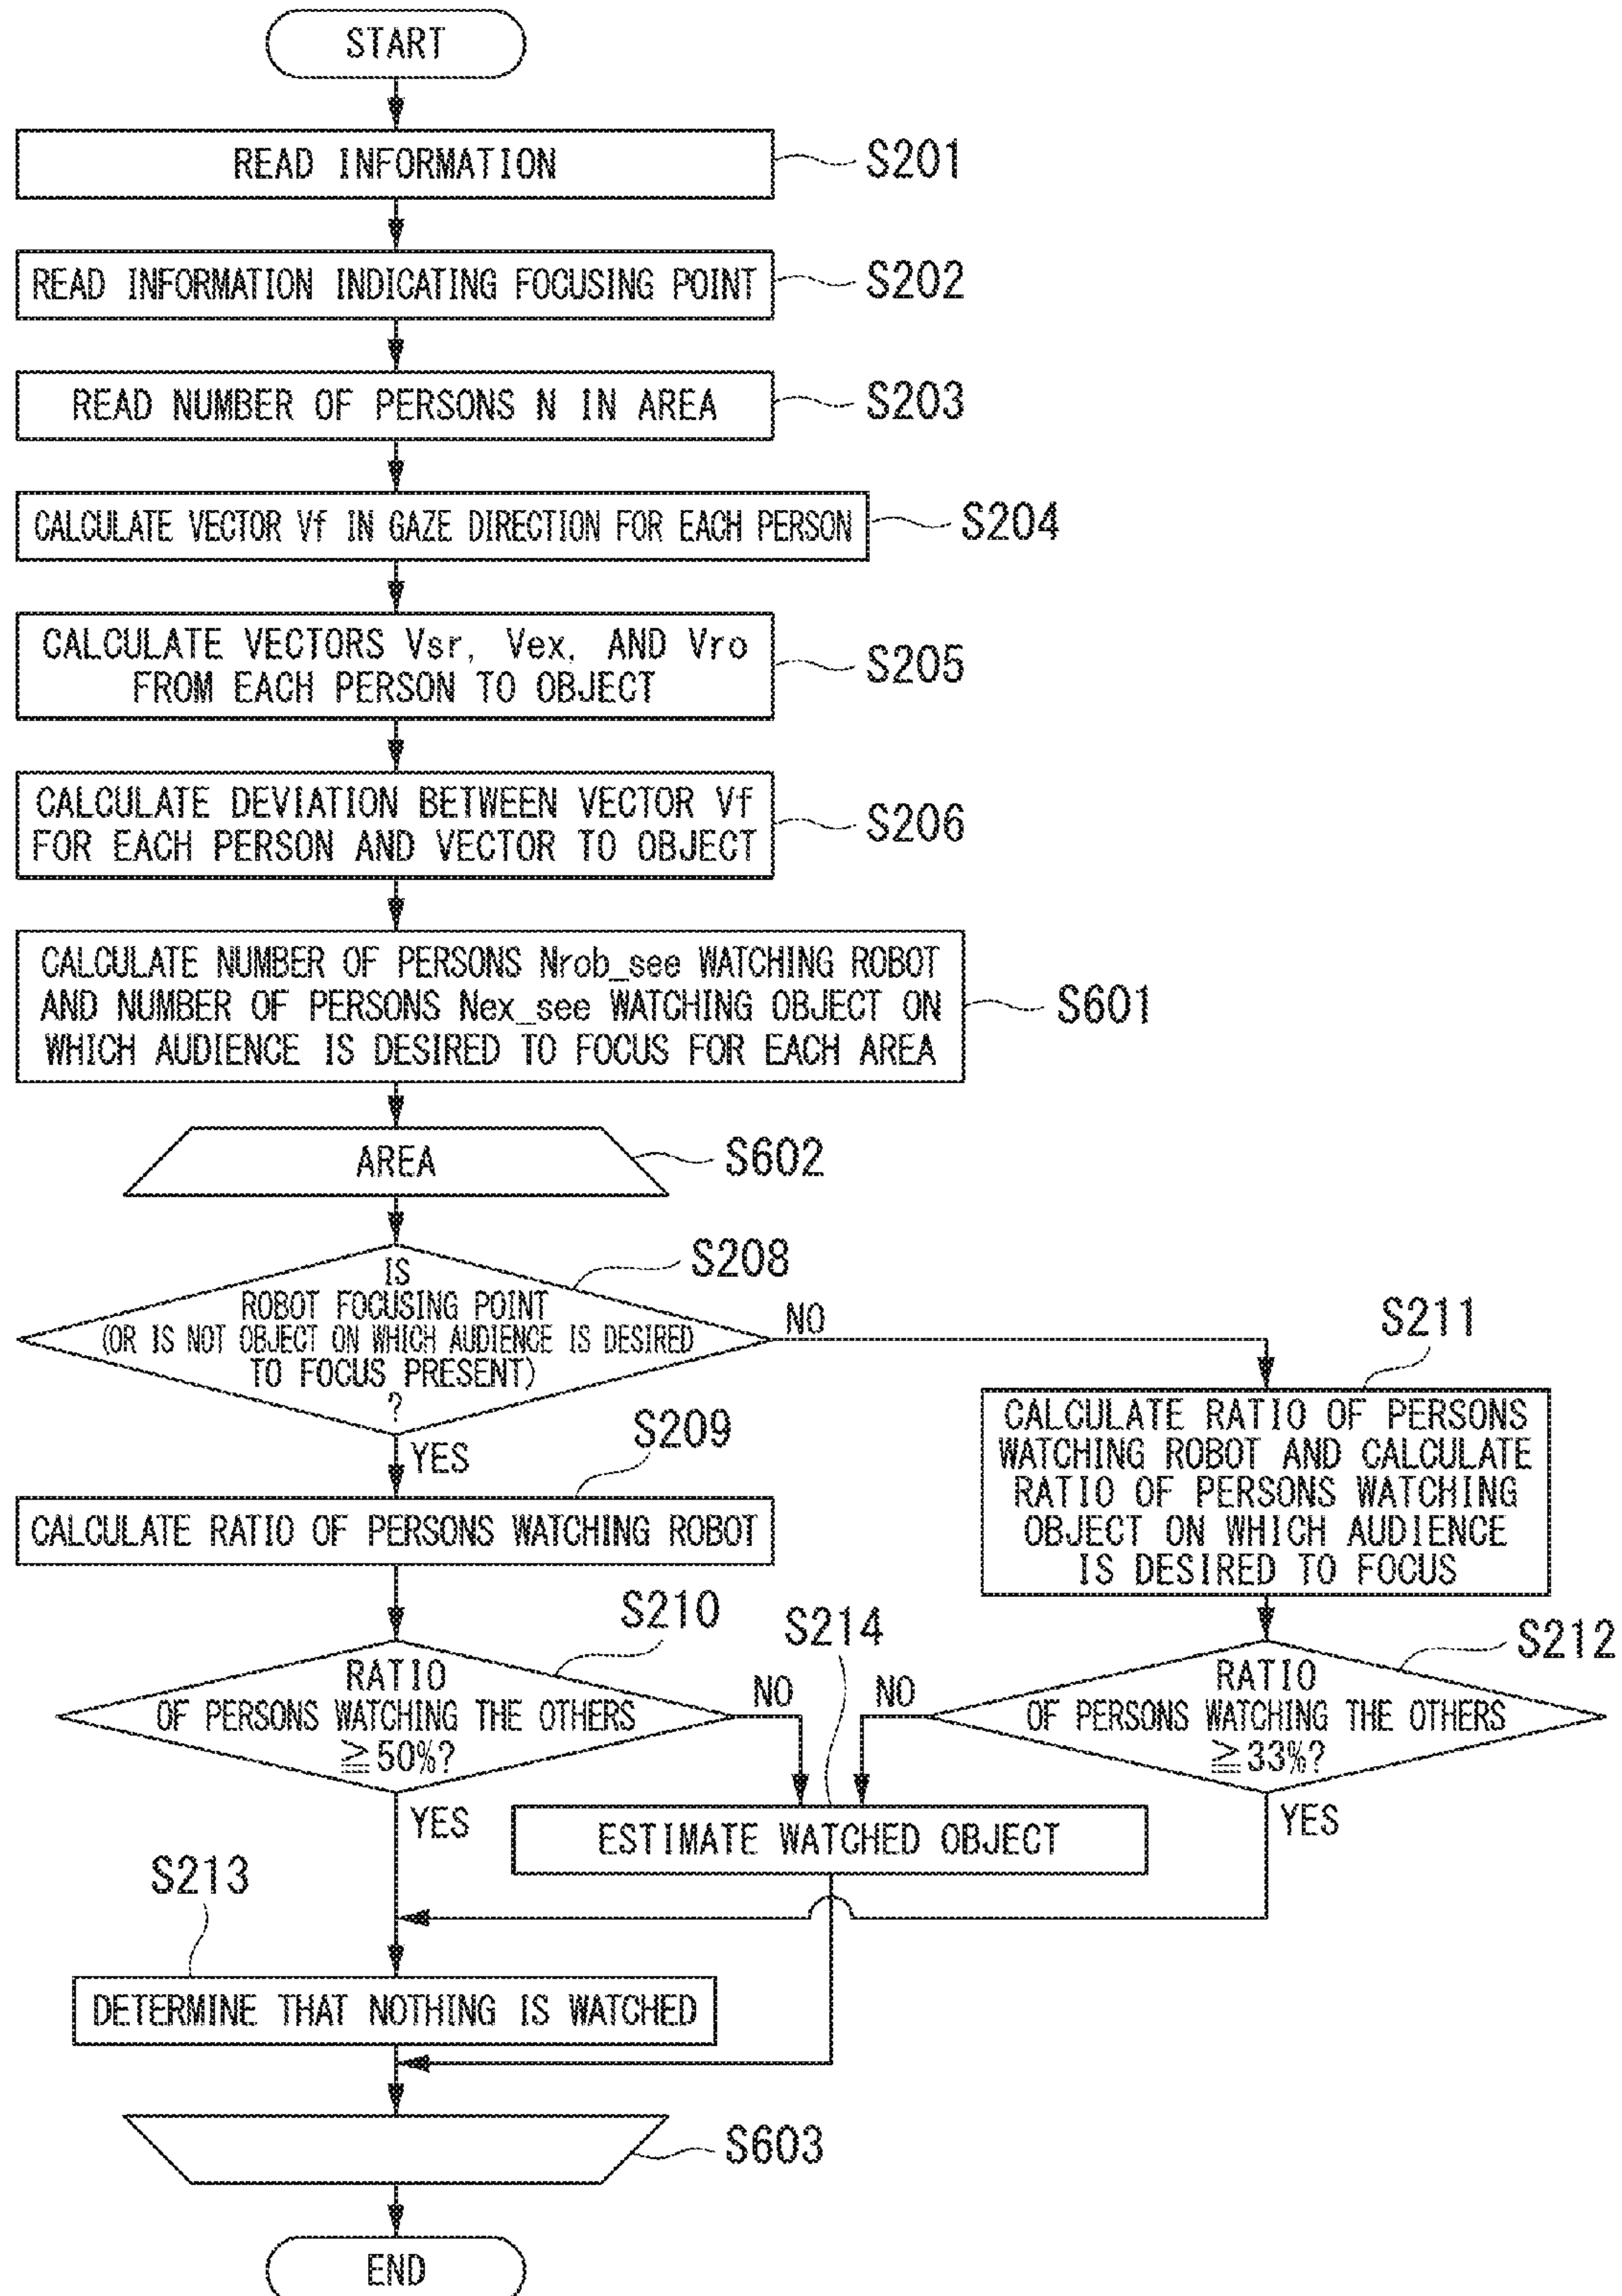 START
READ INFORMATION
S201
READ INFORMATION INDICATING FOCUSING POINT
S202
READ NUMBER OF PERSONS N IN AREA
S203
CALCULATE VECTOR Vf IN GAZE DIRECTION FOR EACH PERSON
S204
CALCULATE VECTORS Vsr, Vex, AND Vro
FROM EACH PERSON TO OBJECT
S205
CALCULATE DEVIATION BETWEEN VECTOR Vf
FOR EACH PERSON AND VECTOR TO OBJECT
S206
CALCULATE NUMBER OF PERSONS Nrob_see WATCHING ROBOT
AND NUMBER OF PERSONS Nex_see WATCHING OBJECT ON
WHICH AUDIENCE IS DESIRED TO FOCUS FOR EACH AREA
S601
AREA
S602
IS
ROBOT FOCUSING POINT
(OR IS NOT OBJECT ON WHICH AUDIENCE IS DESIRED
TO FOCUS PRESENT)
?
S208
NO
YES
S209
CALCULATE RATIO OF PERSONS WATCHING ROBOT
S211
CALCULATE RATIO OF PERSONS
WATCHING ROBOT AND CALCULATE
RATIO OF PERSONS WATCHING
OBJECT ON WHICH AUDIENCE
IS DESIRED TO FOCUS
S210
RATIO
OF PERSONS WATCHING THE OTHERS
≧50%?
NO
YES
S214
ESTIMATE WATCHED OBJECT
S212
RATIO
OF PERSONS WATCHING THE OTHERS
≧33%?
NO
YES
S213
DETERMINE THAT NOTHING IS WATCHED
S603
END